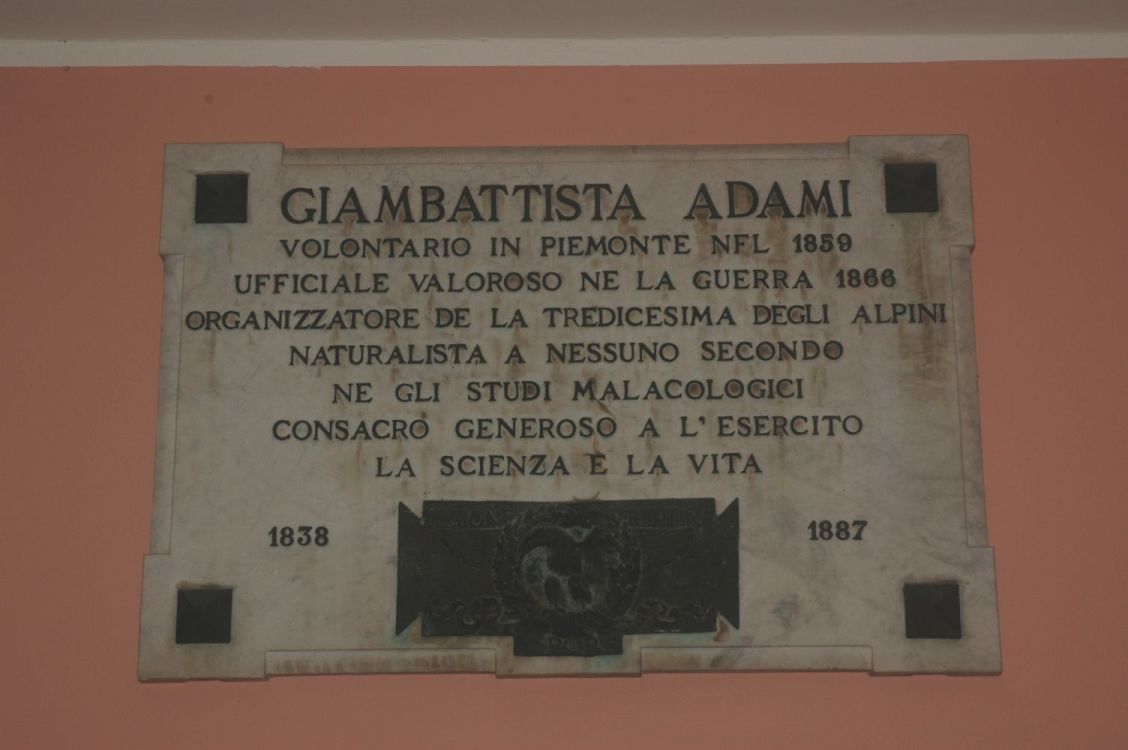 GIAMBATTISTA ADAMI
VOLONTARIO IN PIEMONTE NFL 1859
UFFICIALE VALOROSO NE LA GUERRA 1866
ORGANIZZATORE DE LA TREDICESIMA DEGLI ALPINI
NATURALISTA A NESSUNO SECONDO
NE GLI STUDI MALACOLOGICI
CONSACRÒ GENEROSO A L'ESERCITO
LA SCIENZA E LA VITA
1838 1887